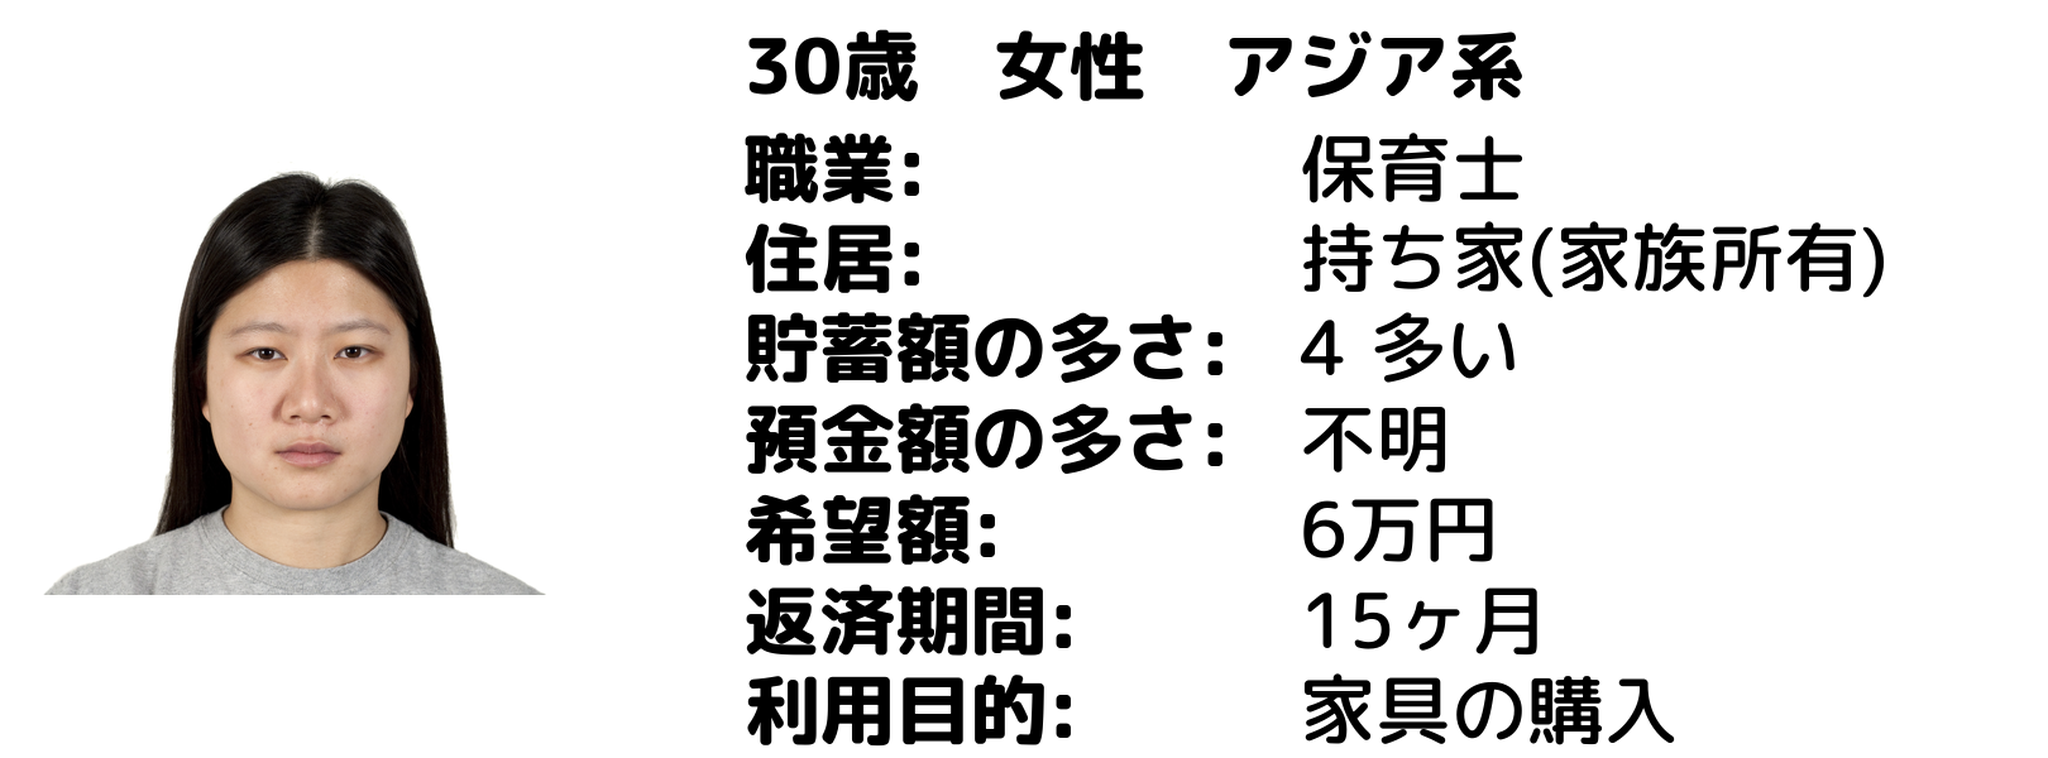 30歳　女性　アジア系
職業: 保育士
住居: 持ち家(家族所有)
貯蓄額の多さ: 4 多い
預金額の多さ: 不明
希望額: 6万円
返済期間: 15ヶ月
利用目的: 家具の購入